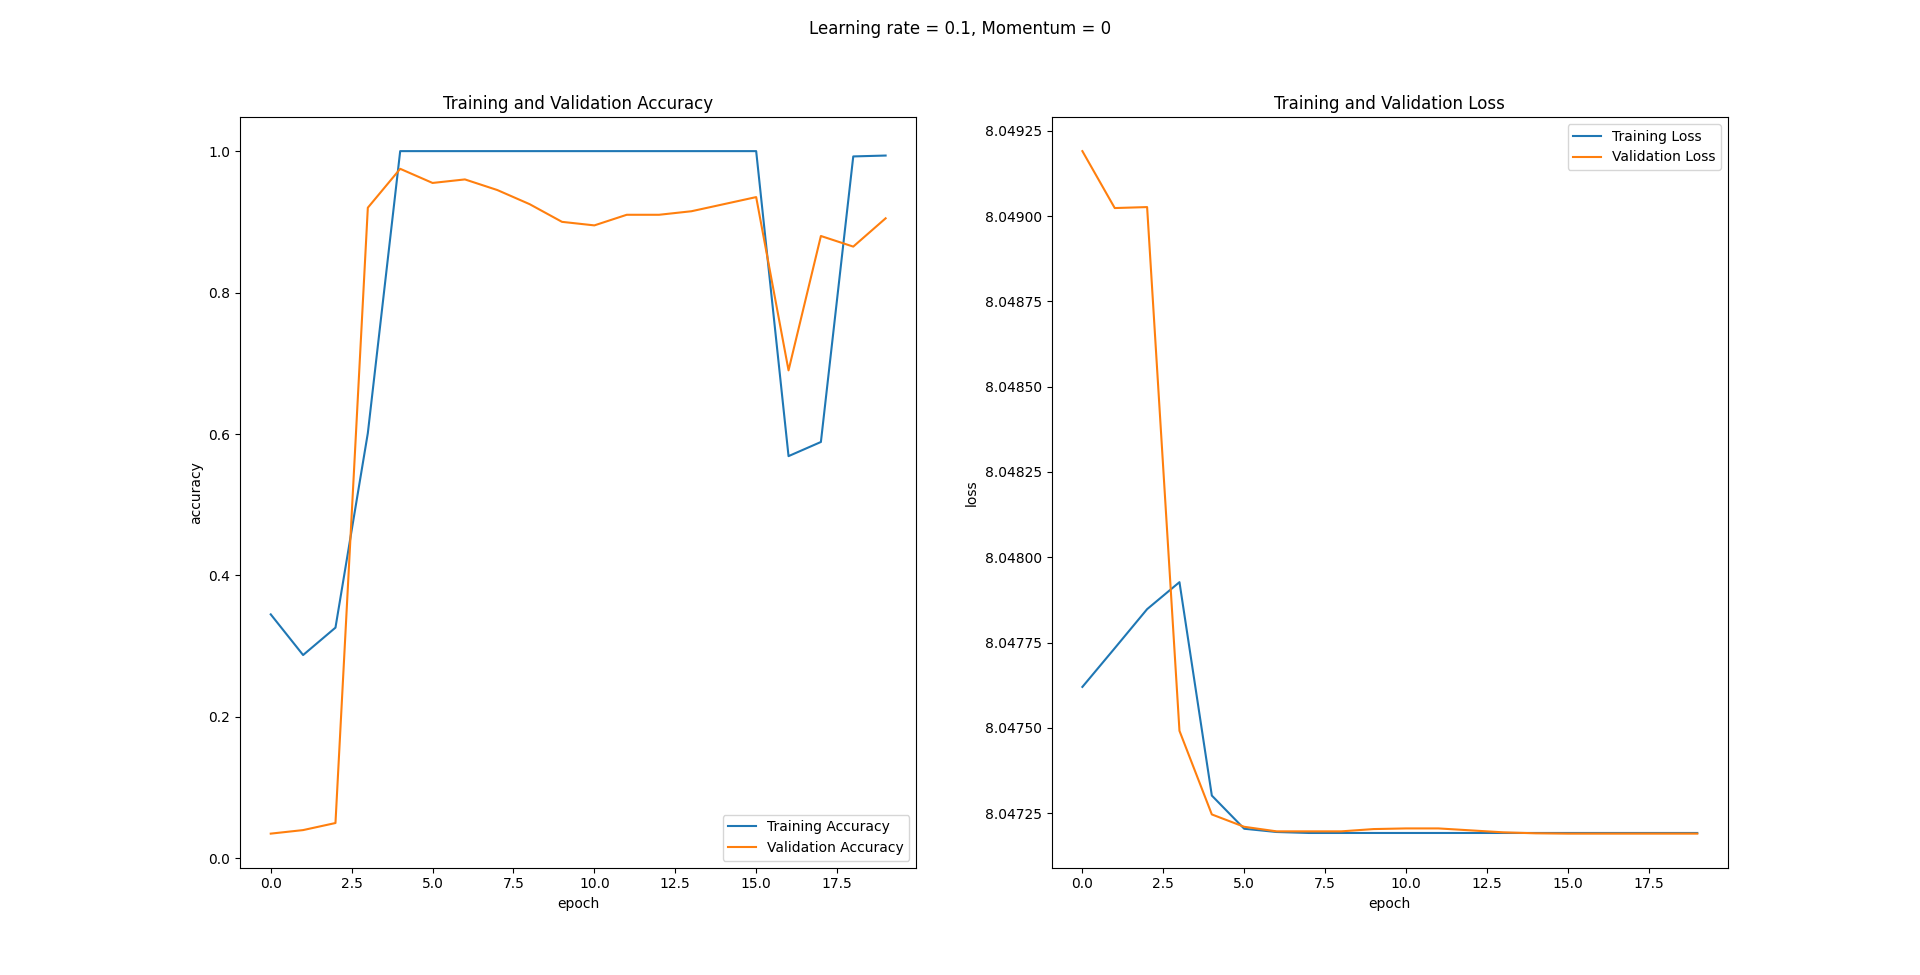 Learning rate = 0.1, Momentum = 0
Training and Validation Accuracy
1.0
0.8
0.6
0.4
0.2
0.0
accuracy
0.0 2.5 5.0 7.5 10.0 12.5 15.0 17.5
epoch
Training Accuracy
Validation Accuracy
Training and Validation Loss
8.04925
8.04900
8.04875
8.04850
8.04825
8.04800
8.04775
8.04750
8.04725
loss
0.0 2.5 5.0 7.5 10.0 12.5 15.0 17.5
epoch
Training Loss
Validation Loss